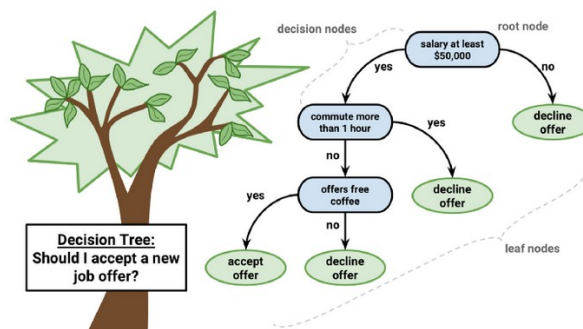 decision nodes
root node
salary at least
$50,000
yes
no
commute more
than 1 hour
decline
offer
yes
no
offers free
coffee
decline
offer
yes
no
leaf nodes
accept
offer
decline
offer
Decision Tree:
Should I accept a new
job offer?